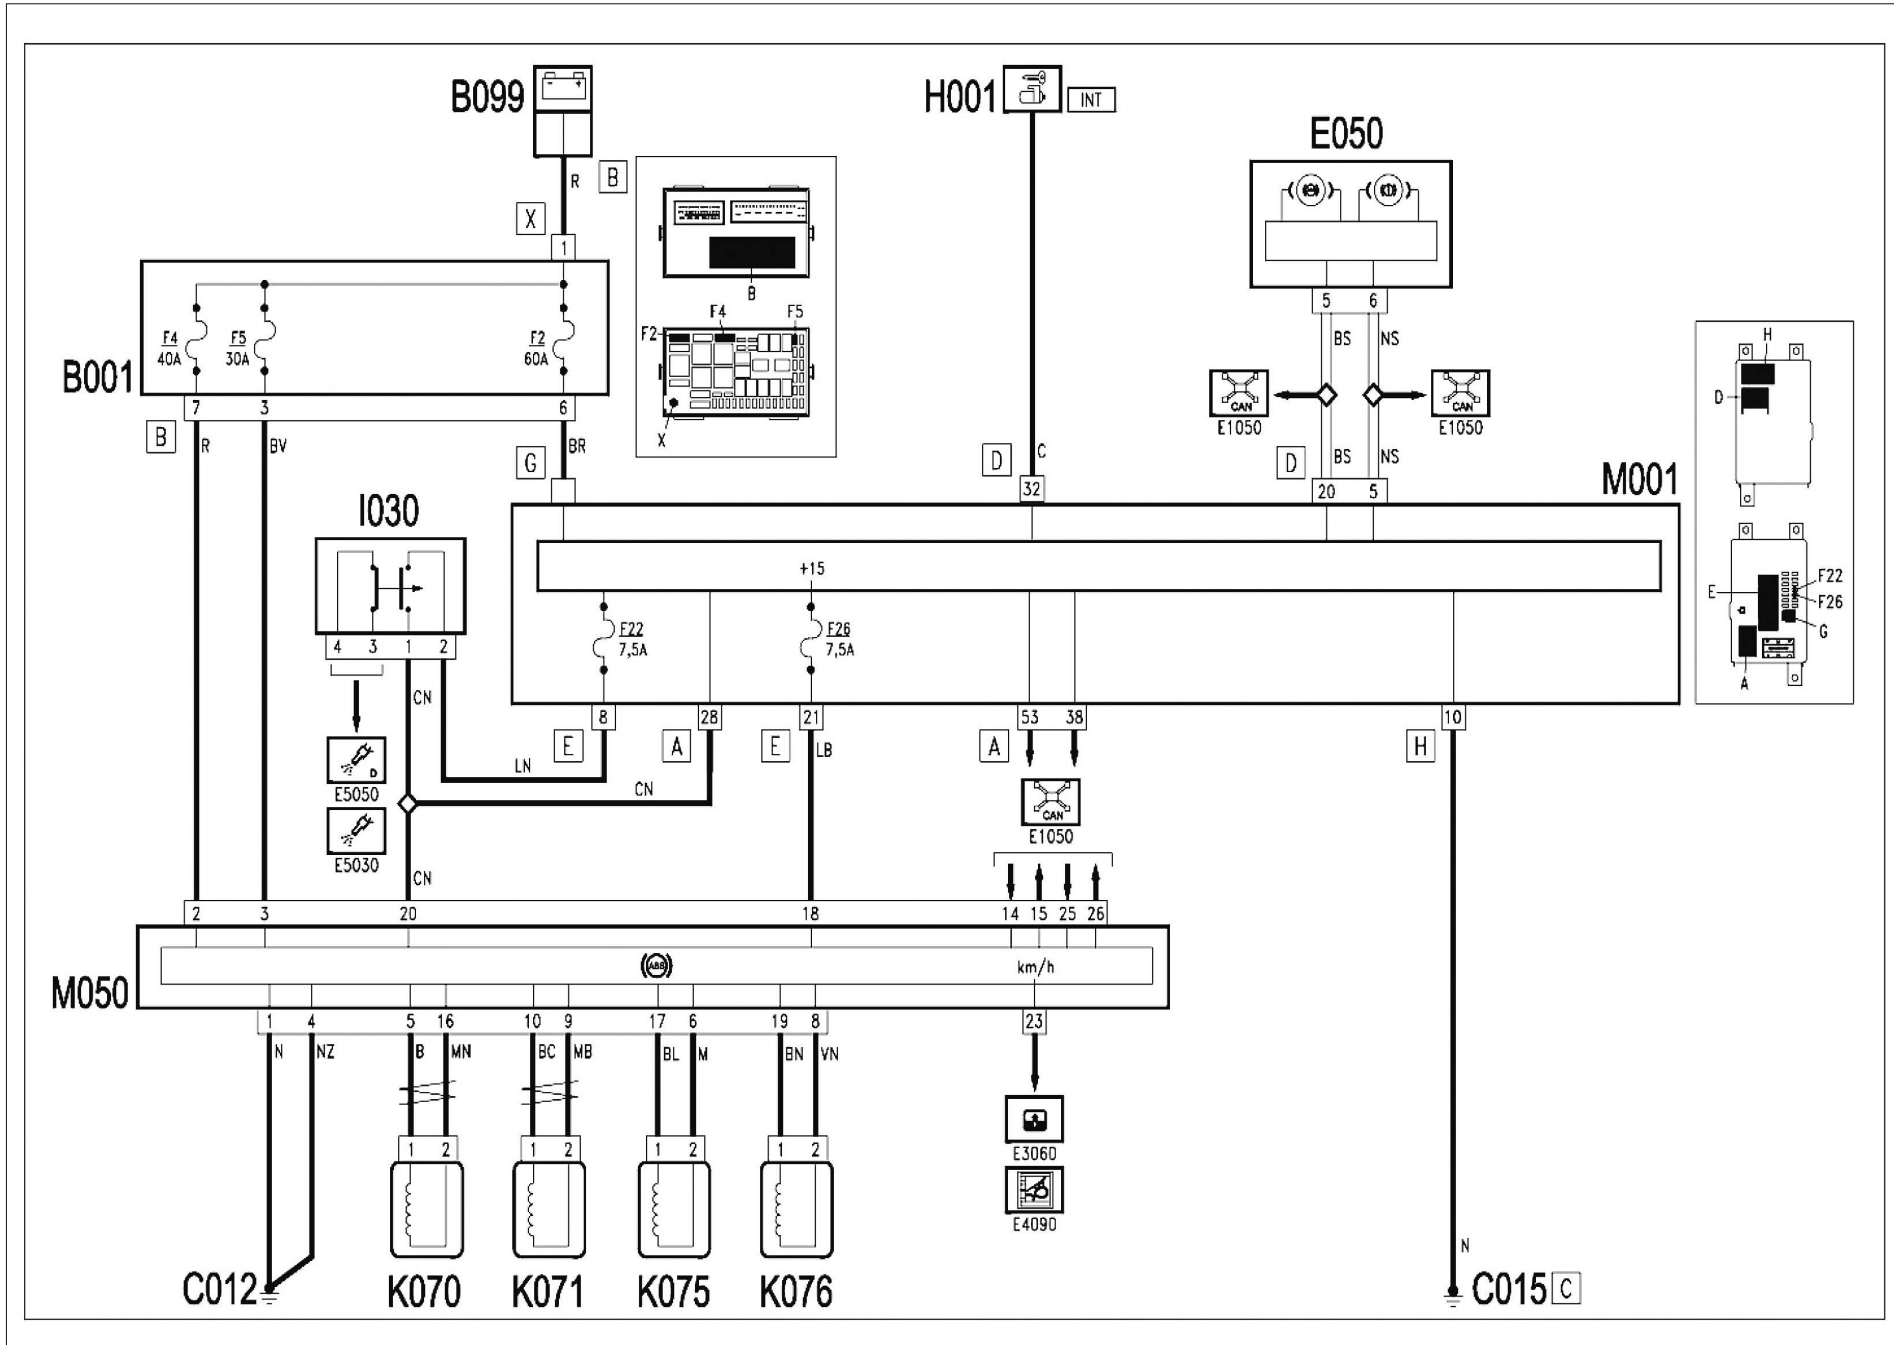 B099 H001 INT
E050
R B
X
1
B
F4 F5
F2
X
F4
40A
F5
30A
F2
60A
B001
5 6
BS NS
CAN CAN
E1050 E1050
7 3 6
B R BV BR
G
D C
32
D BS NS
20 5
M001
H
D
I030
+15
F22
7,5A
F26
7,5A
E
F22
F26
G
A
4 3 1 2
CN
8 28 21 53 38 10
E A E LB A H
LN
CN
D
E5050
E5030
CAN
E1050
CN
2 3 20 18 14 15 25 26
ABS
km/h
M050
1 4 5 16 10 9 17 6 19 8 23
N NZ B MN BC MB BL M BN VN
1 2 1 2 1 2 1 2
E3060
E4090
N
C012 K070 K071 K075 K076 C015 C